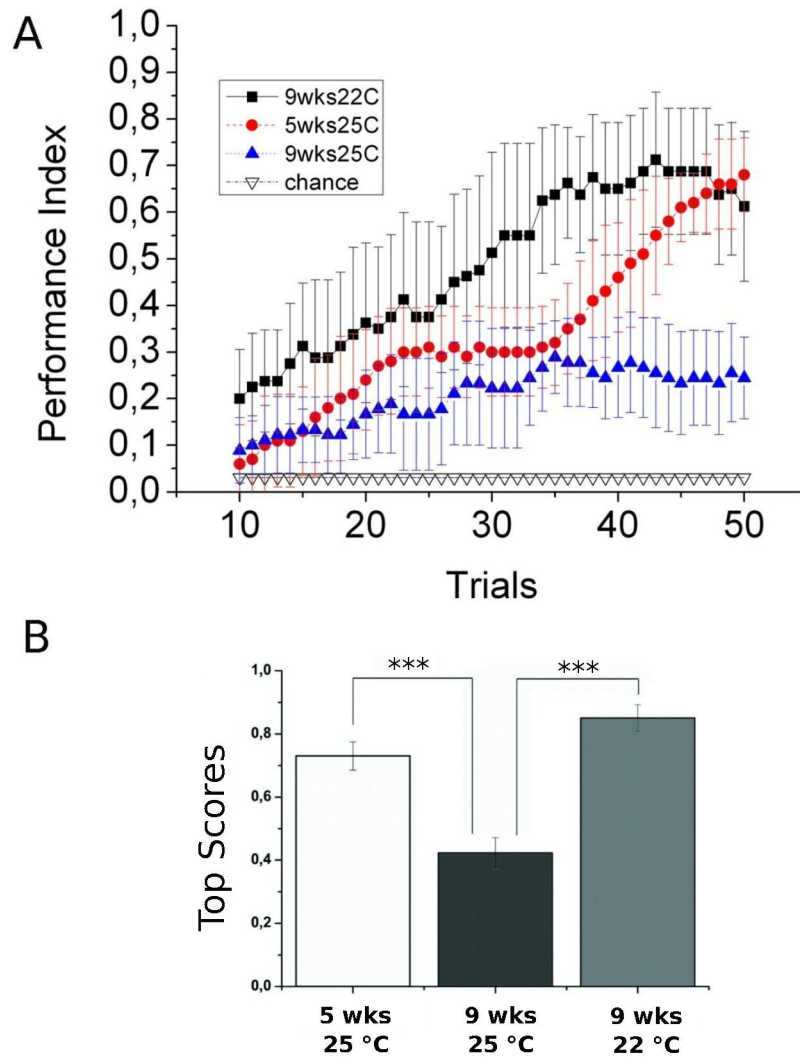 A
Performance Index
1,0
0,9
0,8
0,7
0,6
0,5
0,4
0,3
0,2
0,1
0,0
9wks22C
5wks25C
9wks25C
chance
10 20 30 40 50
Trials
B
Top Scores
1,0
0,8
0,6
0,4
0,2
0,0
*** ***
5 wks 9 wks 9 wks
25 °C 25 °C 22 °C